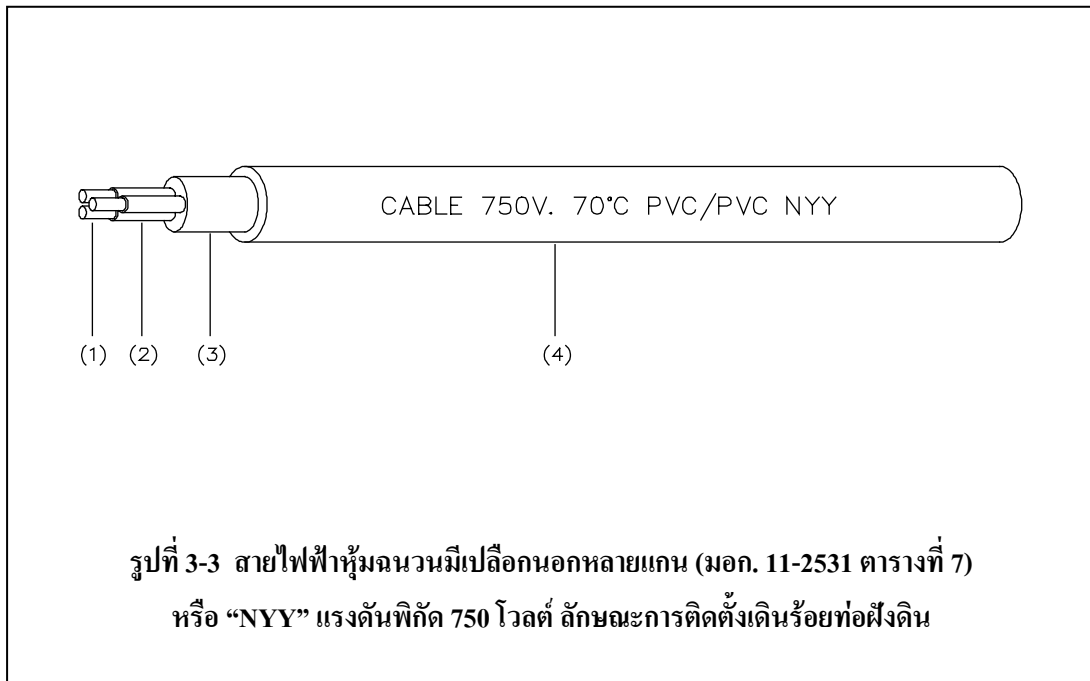 CABLE 750V. 70°C PVC/PVC NYY
(1) (2) (3) (4)
รูปที่ 3-3 สายไฟฟ้าหุ้มฉนวนมีเปลือกนอกหลายแกน (มอก. 11-2531 ตารางที่ 7)
หรือ “NYY” แรงดันพิกัด 750 โวลต์ ลักษณะการติดตั้งเดินร้อยท่อฝังดิน